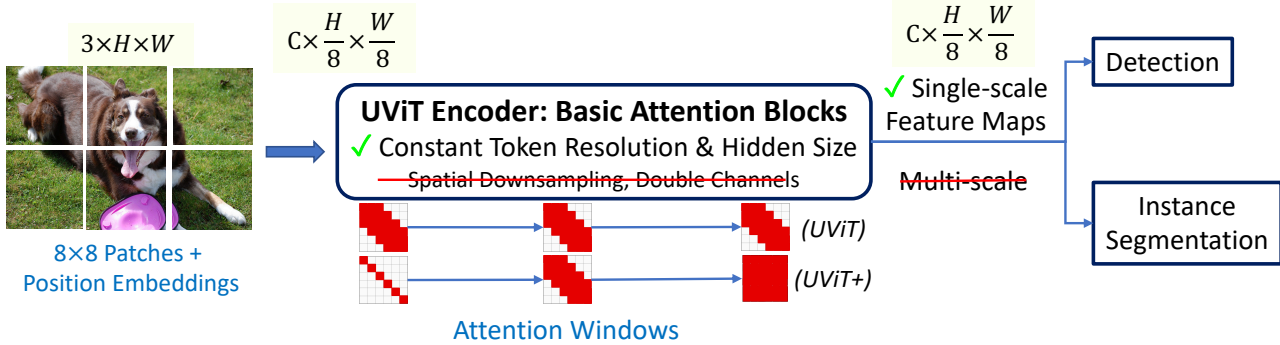 3×H×W
C×H/8×W/8
C×H/8×W/8
8×8 Patches +
Position Embeddings
UViT Encoder: Basic Attention Blocks
✓ Constant Token Resolution & Hidden Size
Spatial Downsampling, Double Channels
(UViT)
(UViT+)
Attention Windows
✓ Single-scale
Feature Maps
Multi-scale
Detection
Instance
Segmentation